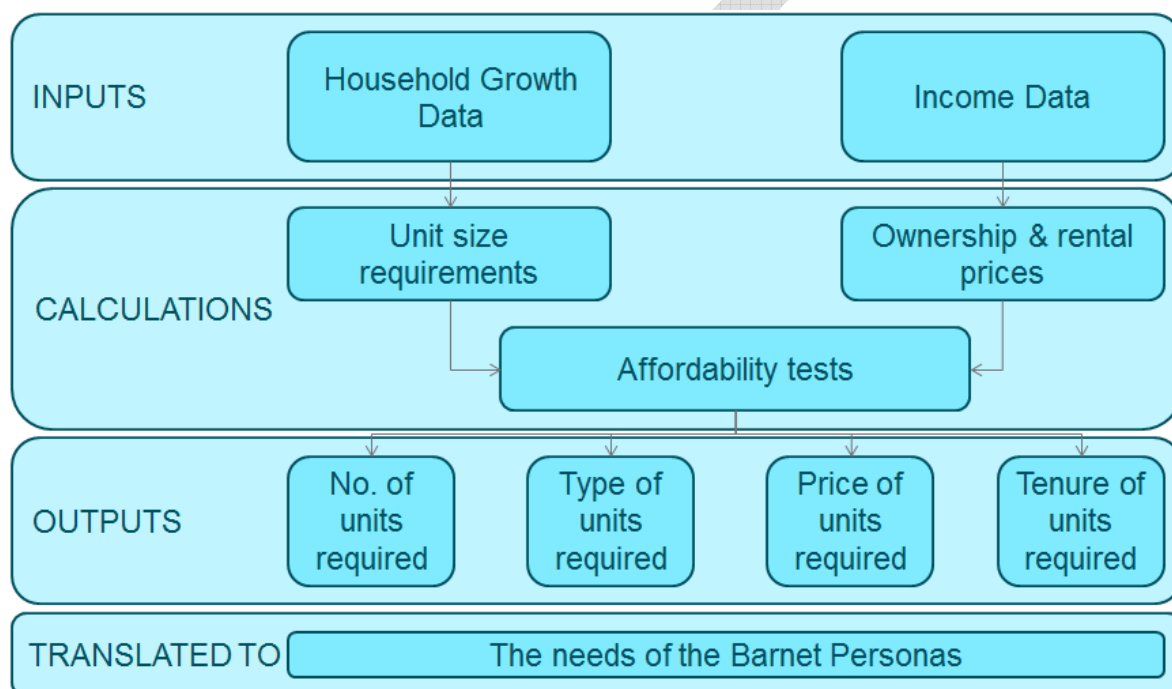 INPUTS
Household Growth
Data
Income Data
CALCULATIONS
Unit size
requirements
Ownership & rental
prices
Affordability tests
OUTPUTS
No. of
units
required
Type of
units
required
Price of
units
required
Tenure of
units
required
TRANSLATED TO
The needs of the Barnet Personas